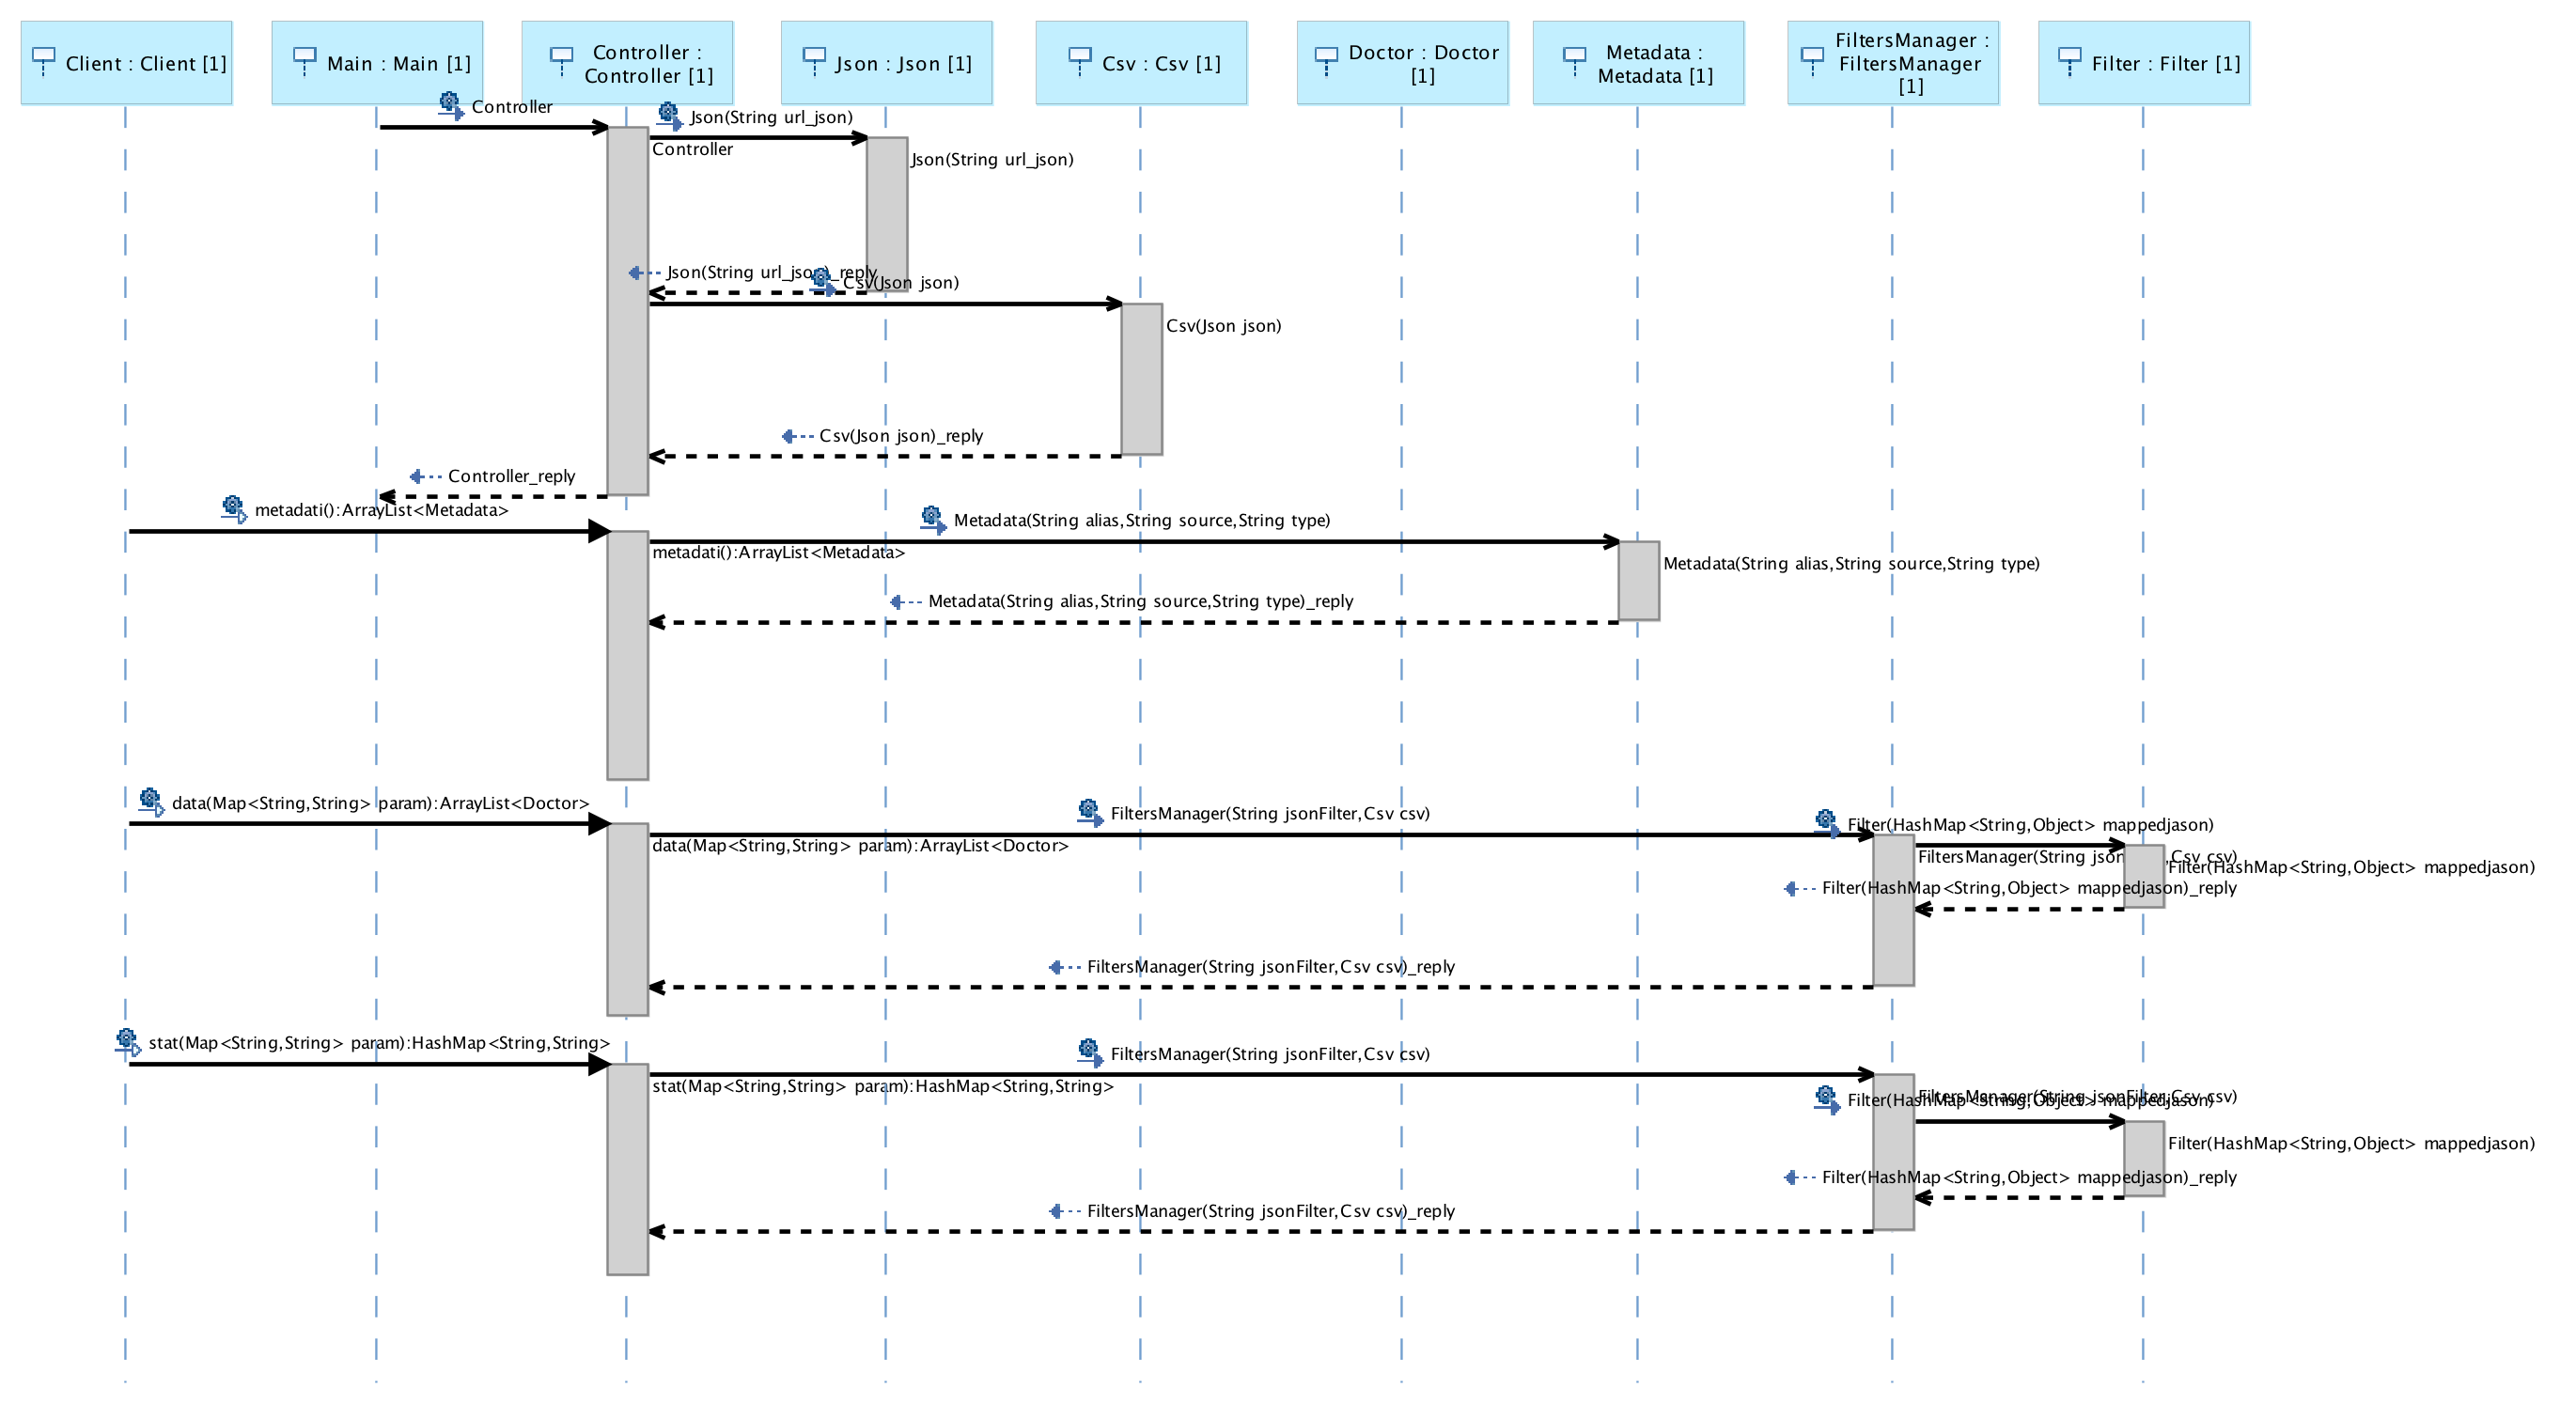 Client : Client [1]
Main : Main [1]
Controller :
Controller [1]
Json : Json [1]
Csv : Csv [1]
Doctor : Doctor
[1]
Metadata :
Metadata [1]
FiltersManager :
FiltersManager
[1]
Filter : Filter [1]
Controller
Json(String url_json)
Controller
Json(String url_json)
Json(String url_json)_reply
Csv(Json json)
Csv(Json json)
Csv(Json json)_reply
Controller_reply
metadati():ArrayList<Metadata>
Metadata(String alias,String source,String type)
metadati():ArrayList<Metadata>
Metadata(String alias,String source,String type)
Metadata(String alias,String source,String type)_reply
data(Map<String,String> param):ArrayList<Doctor>
FiltersManager(String jsonFilter,Csv csv)
Filter(HashMap<String,Object> mappedjason)
data(Map<String,String> param):ArrayList<Doctor>
FiltersManager(String json ,Csv csv)
Filter(HashMap<String,Object> mappedjason)
Filter(HashMap<String,Object> mappedjason)_reply
FiltersManager(String jsonFilter,Csv csv)_reply
stat(Map<String,String> param):HashMap<String,String>
FiltersManager(String jsonFilter,Csv csv)
stat(Map<String,String> param):HashMap<String,String>
FiltersManager(String jsonFilter,Csv csv)
Filter(HashMap<String,Object> mappedjason)
Filter(HashMap<String,Object> mappedjason)
Filter(HashMap<String,Object> mappedjason)_reply
FiltersManager(String jsonFilter,Csv csv)_reply